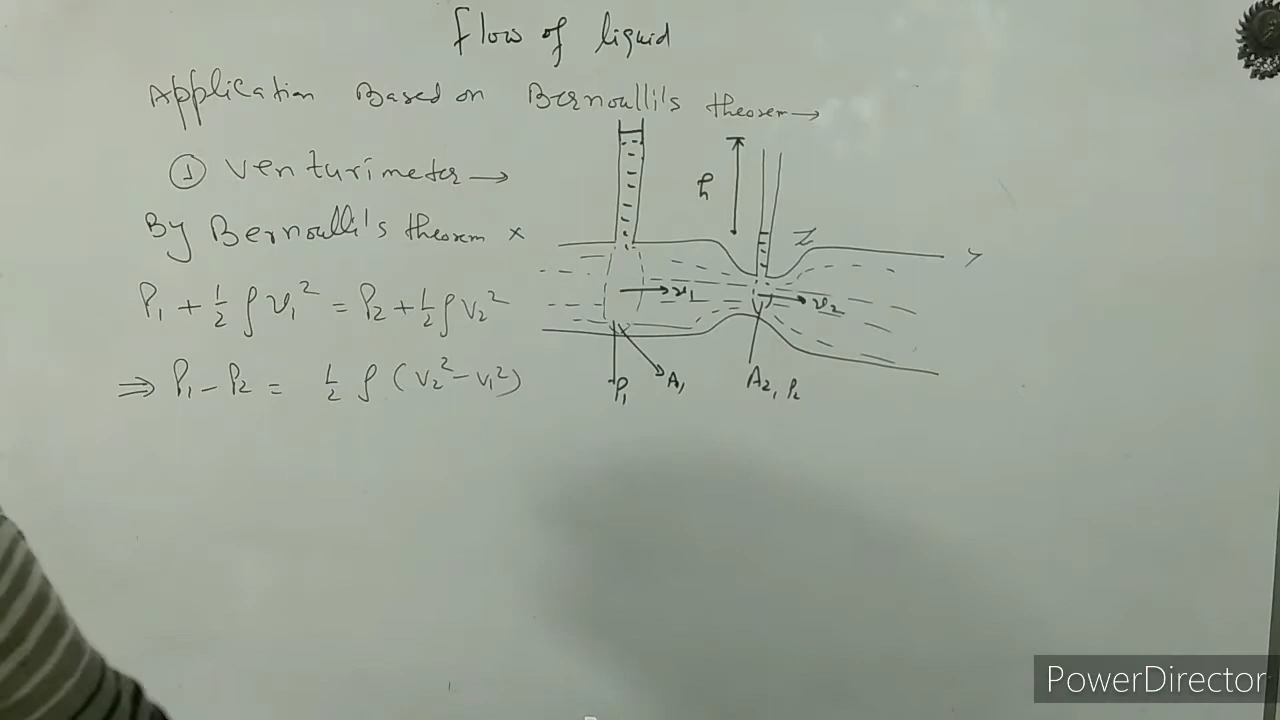 Flow of liquid
Application Based on Bernoulli's theorem →
① Venturimeter →
By Bernoulli's theorem
P₁ + 1/2 ρ v₁² = P₂ + 1/2 ρ v₂²
⇒ P₁ - P₂ = 1/2 ρ (v₂² - v₁²)
h
v₁
v₂
P₁
A₁
A₂, P₂
PowerDirector